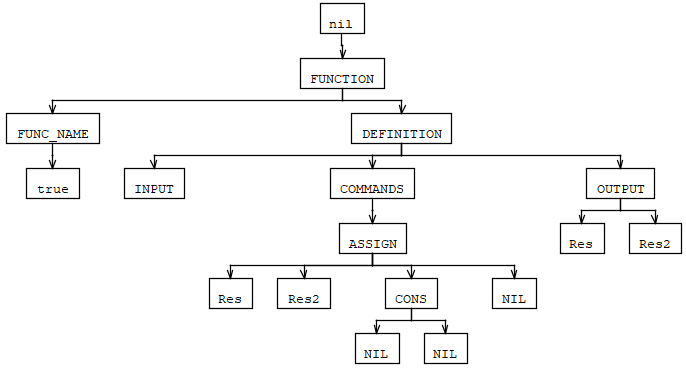 nil
FUNCTION
FUNC_NAME DEFINITION
true INPUT COMMANDS OUTPUT
ASSIGN Res Res2
Res Res2 CONS NIL
NIL NIL